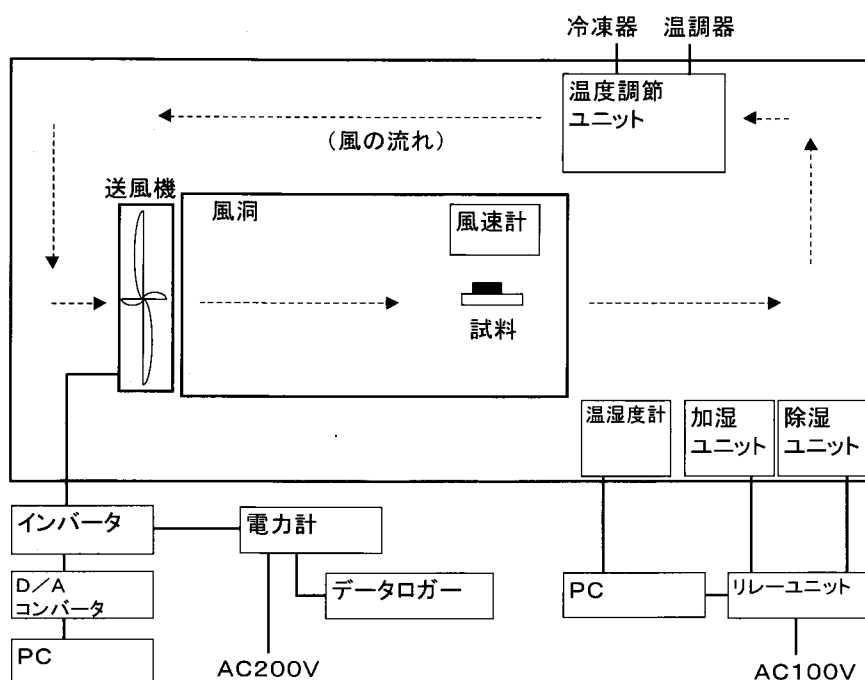 冷凍器 温調器
温度調節
ユニット
(風の流れ)
送風機
風洞
風速計
試料
温湿度計
加湿
ユニット
除湿
ユニット
インバータ
電力計
D/A
コンバータ
データロガー
PC
リレーユニット
PC
AC200V
AC100V